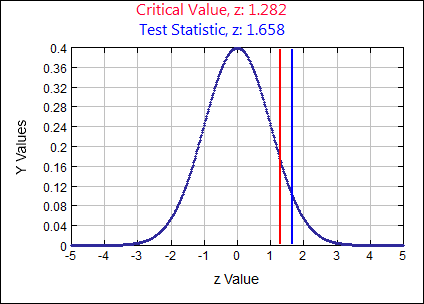 Critical Value, z: 1.282
Test Statistic, z: 1.658
0.4
0.36
0.32
0.28
0.24
0.2
0.16
0.12
0.08
0.04
0
Y Values
-5 -4 -3 -2 -1 0 1 2 3 4 5
z Value